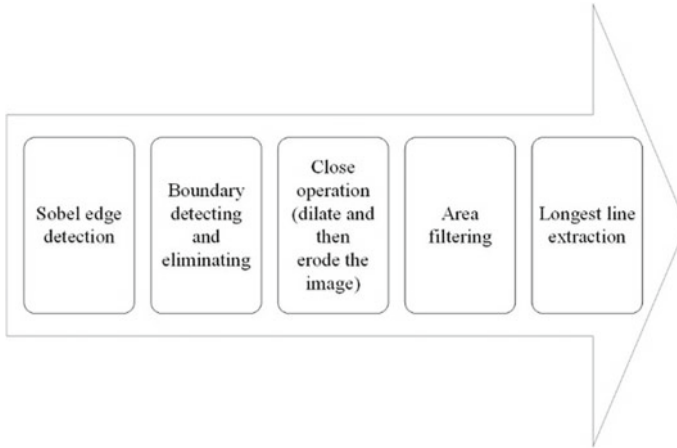 Sobel edge
detection
Boundary
detecting
and
eliminating
Close
operation
(dilate and
then
erode the
image)
Area
filtering
Longest line
extraction